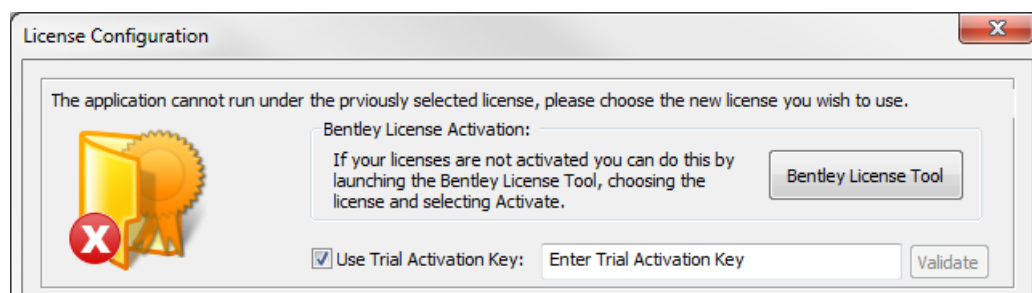 License Configuration
The application cannot run under the prviously selected license, please choose the new license you wish to use.
Bentley License Activation:
If your licenses are not activated you can do this by
launching the Bentley License Tool, choosing the
license and selecting Activate.
Bentley License Tool
Use Trial Activation Key:
Enter Trial Activation Key
Validate